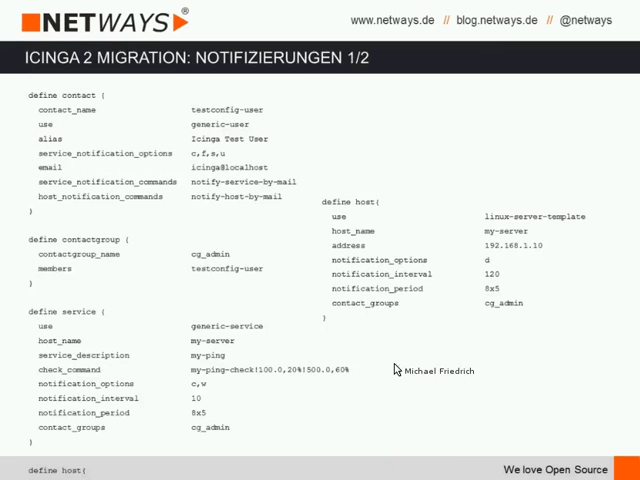 NETWAYS®
www.netways.de // blog.netways.de // @netways
ICINGA 2 MIGRATION: NOTIFIZIERUNGEN 1/2
define contact {
contact_name testconfig-user
use generic-user
alias Icinga Test User
service_notification_options c,f,s,u
email icinga@localhost
service_notification_commands notify-service-by-mail
host_notification_commands notify-host-by-mail
}
define contactgroup {
contactgroup_name cg_admin
members testconfig-user
}
define service {
use generic-service
host_name my-server
service_description my-ping
check_command my-ping-check!100.0,20%!500.0,60%
notification_options c,w
notification_interval 10
notification_period 8x5
contact_groups cg_admin
}
define host{
define host{
use linux-server-template
host_name my-server
address 192.168.1.10
notification_options d
notification_interval 120
notification_period 8x5
contact_groups cg_admin
}
Michael Friedrich
We love Open Source